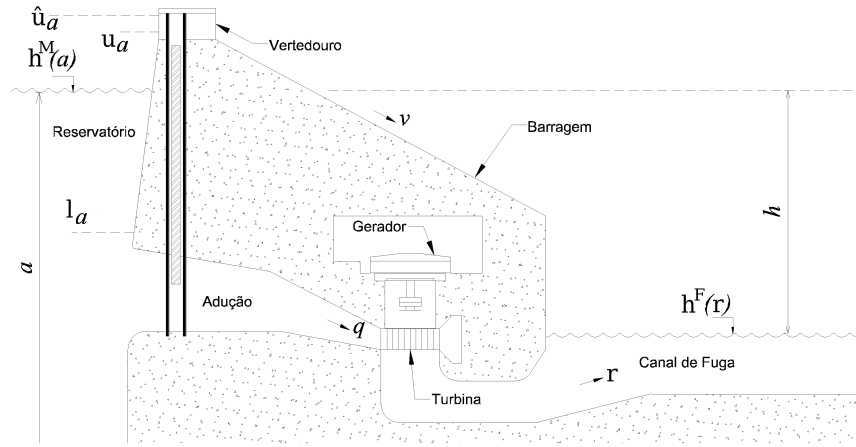 û_a
u_a
Vertedouro
h^M(a)
v
Reservatório
Barragem
l_a
Gerador
h
a
Adução
h^F(r)
q
Canal de Fuga
r
Turbina